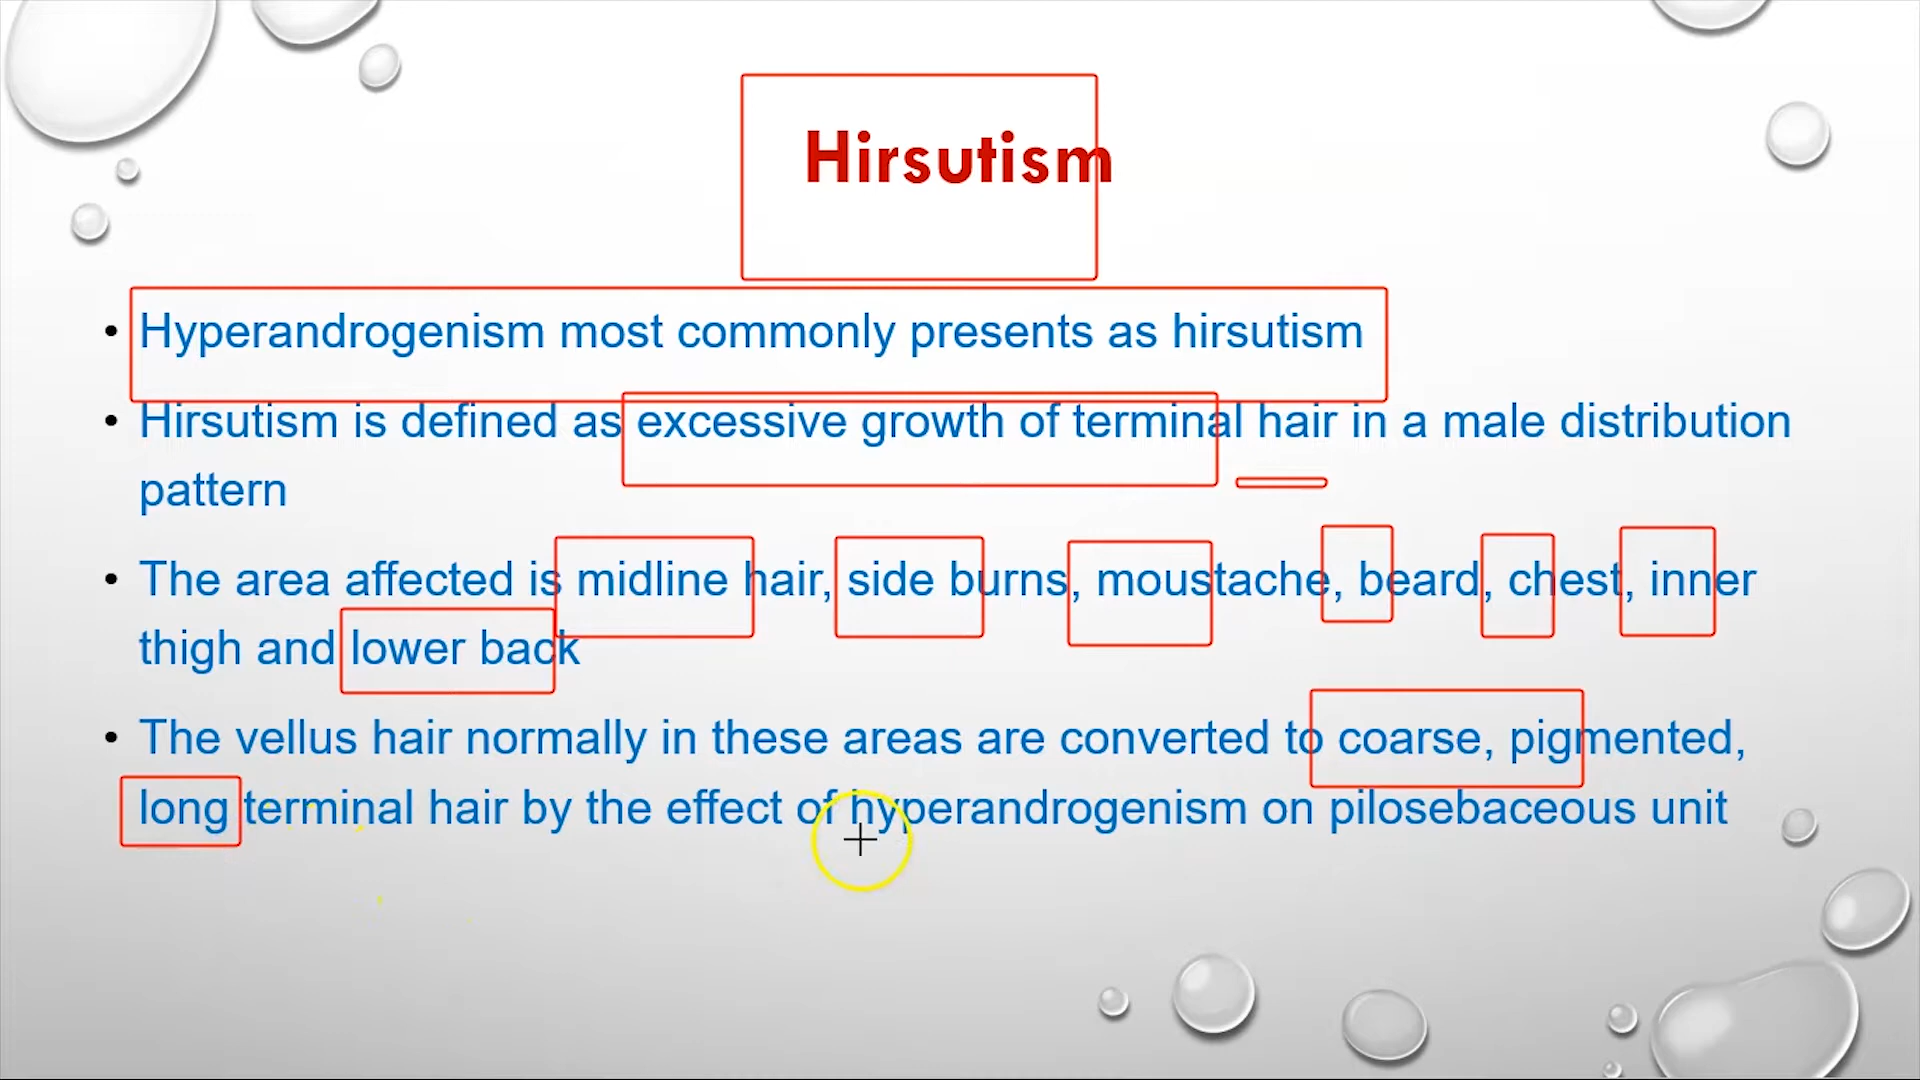 Hirsutism
• Hyperandrogenism most commonly presents as hirsutism
• Hirsutism is defined as excessive growth of terminal hair in a male distribution
pattern
• The area affected is midline hair, side burns, moustache, beard, chest, inner
thigh and lower back
• The vellus hair normally in these areas are converted to coarse, pigmented,
long terminal hair by the effect of hyperandrogenism on pilosebaceous unit